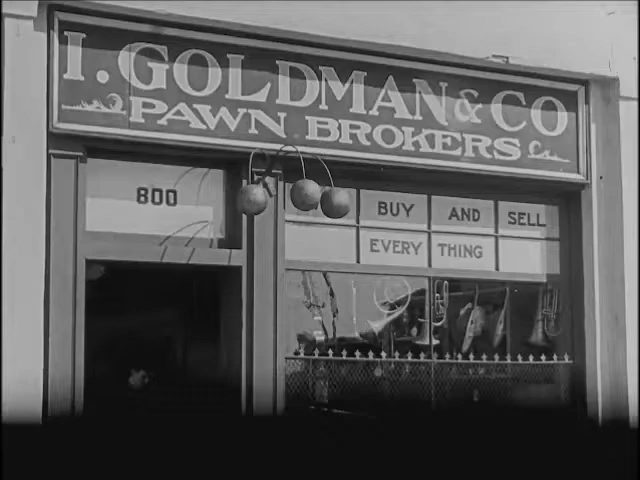 I. GOLDMAN & CO
PAWN BROKERS
800
BUY AND SELL
EVERY THING